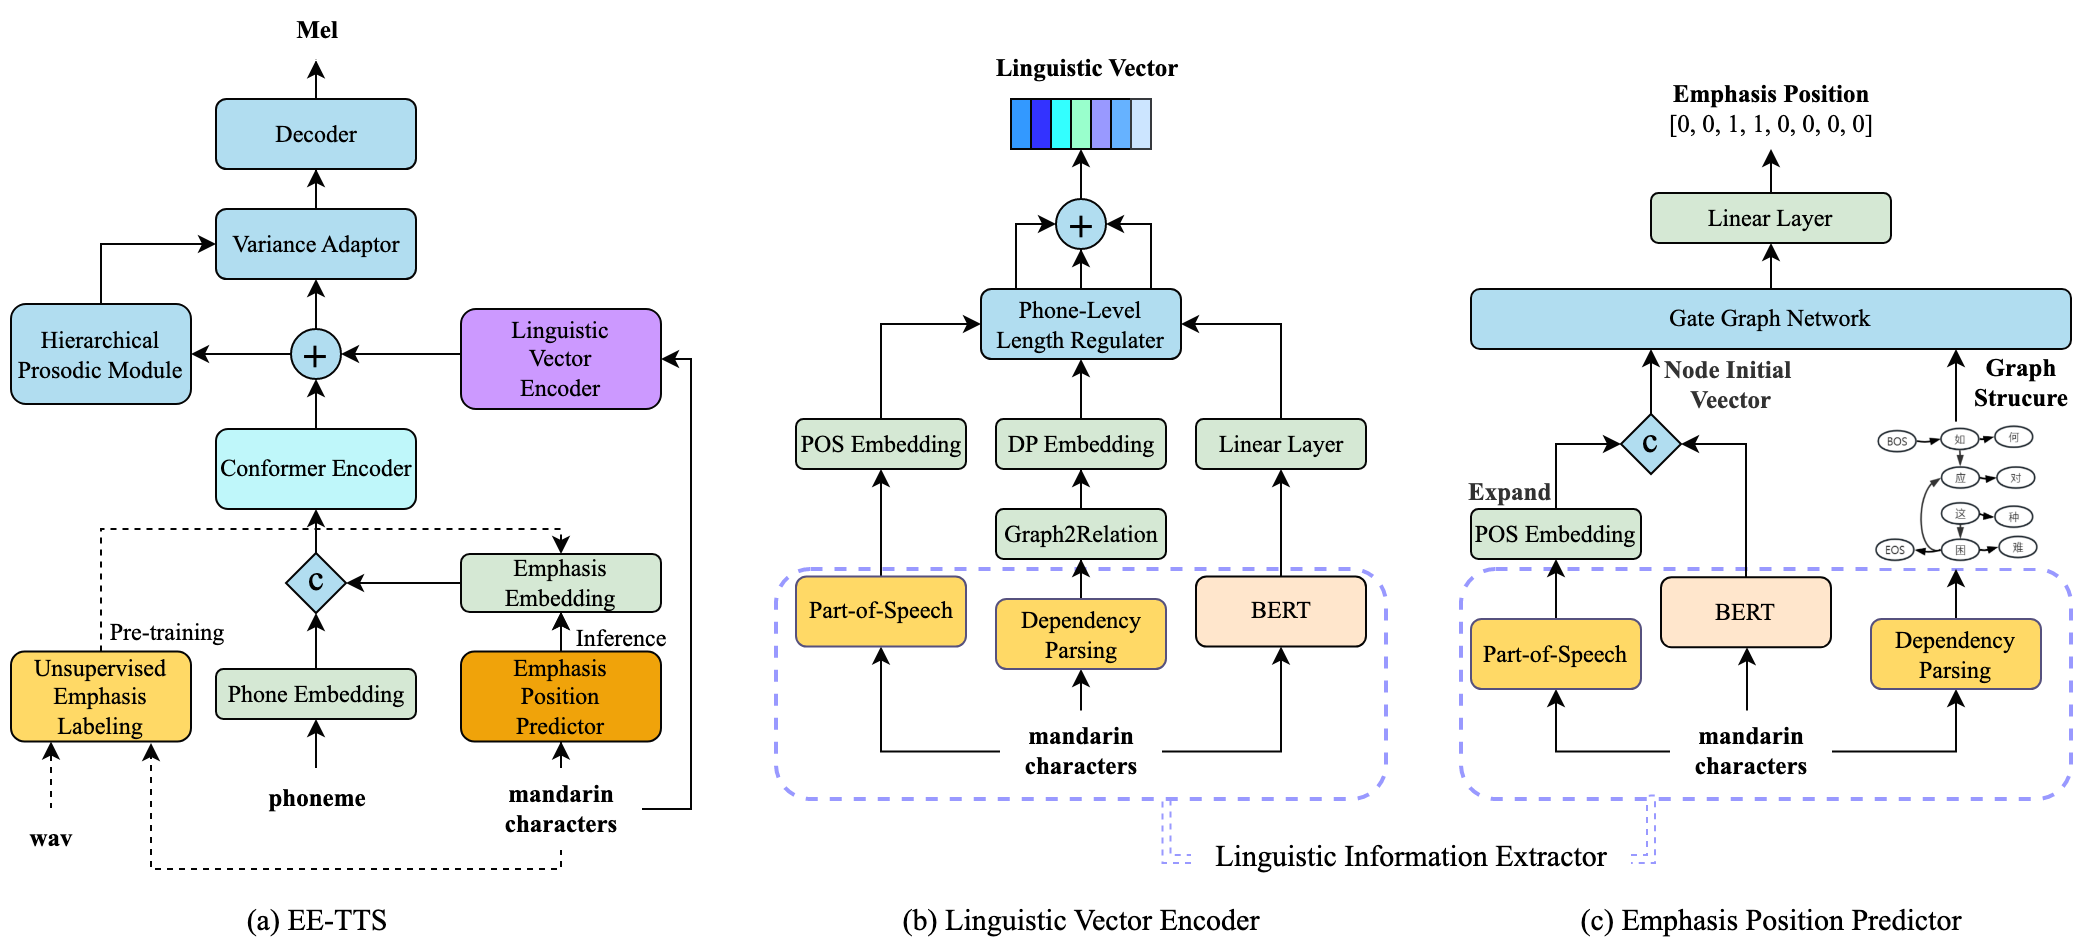 Mel
Decoder
Variance Adaptor
Hierarchical
Prosodic Module
+
Linguistic
Vector
Encoder
Conformer Encoder
C
Emphasis
Embedding
Pre-training
Inference
Unsupervised
Emphasis
Labeling
Phone Embedding
Emphasis
Position
Predictor
phoneme
mandarin
characters
wav
(a) EE-TTS
Linguistic Vector
+
Phone-Level
Length Regulater
POS Embedding
DP Embedding
Linear Layer
Graph2Relation
Part-of-Speech
Dependency
Parsing
BERT
mandarin
characters
Linguistic Information Extractor
(b) Linguistic Vector Encoder
Emphasis Position
[0, 0, 1, 1, 0, 0, 0, 0]
Linear Layer
Gate Graph Network
Node Initial
Veector
Graph
Strucure
C
BOS 如 何
应 对
这 种
EOS 困 难
Expand
POS Embedding
Part-of-Speech
BERT
Dependency
Parsing
mandarin
characters
(c) Emphasis Position Predictor